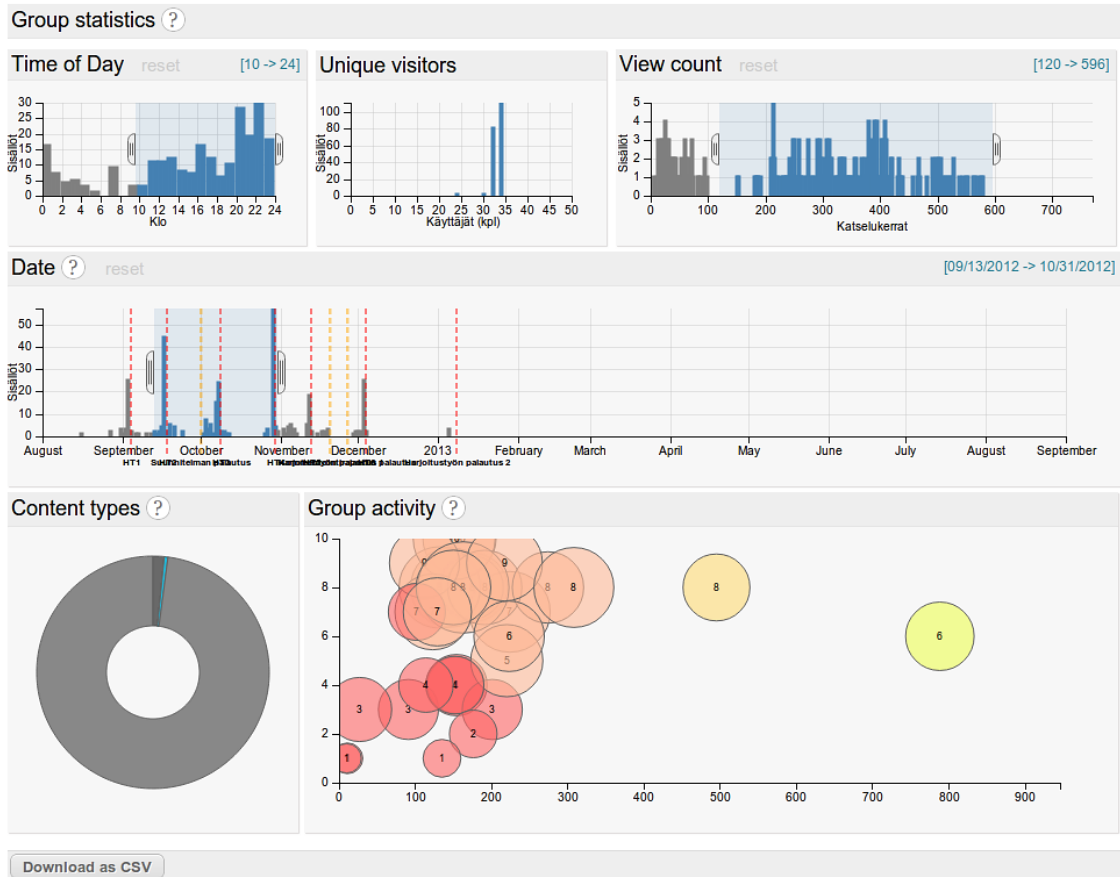 Group statistics ?
Time of Day reset [10 -> 24]
Unique visitors
View count reset [120 -> 596]
Sisällöt
30
25
20
15
10
5
0
0 2 4 6 8 10 12 14 16 18 20 22 24
Klo
Sisällöt
100
80
60
40
20
0
0 5 10 15 20 25 30 35 40 45 50
Käyttäjät (kpl)
Sisällöt
5
4
3
2
1
0
0 100 200 300 400 500 600 700
Katselukerrat
Date ? reset [09/13/2012 -> 10/31/2012]
Sisällöt
50
40
30
20
10
0
August September October November December 2013 February March April May June July August September
HT1 HT2 palautus Harjoitustyön palautus 2
Content types ?
Group activity ?
10
8
6
4
2
0
9 9
8 8 8 8 8
7 7 7
6 6
5
4 4
3 3 3
2
1 1
0 100 200 300 400 500 600 700 800 900
Download as CSV